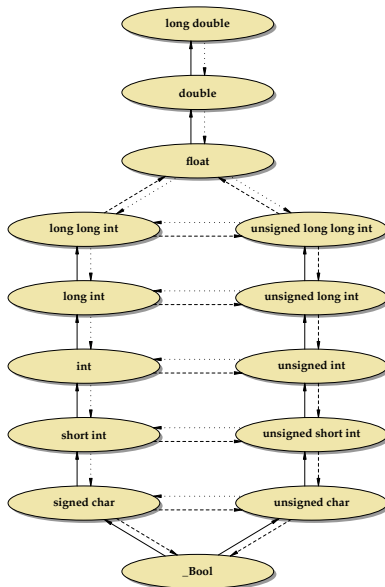 long double
double
float
long long int
unsigned long long int
long int
unsigned long int
int
unsigned int
short int
unsigned short int
signed char
unsigned char
_Bool